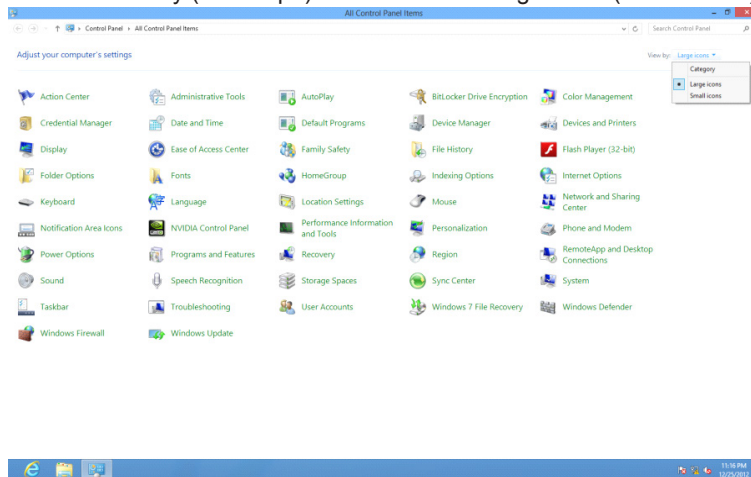 All Control Panel Items
Control Panel
All Control Panel Items
Search Control Panel
Adjust your computer's settings
View by: Large icons
Category
Large icons
Small icons
Action Center
Administrative Tools
AutoPlay
BitLocker Drive Encryption
Color Management
Credential Manager
Date and Time
Default Programs
Device Manager
Devices and Printers
Display
Ease of Access Center
Family Safety
File History
Flash Player (32-bit)
Folder Options
Fonts
HomeGroup
Indexing Options
Internet Options
Keyboard
Language
Location Settings
Mouse
Network and Sharing
Center
Notification Area Icons
NVIDIA Control Panel
Performance Information
and Tools
Personalization
Phone and Modem
Power Options
Programs and Features
Recovery
Region
RemoteApp and Desktop
Connections
Sound
Speech Recognition
Storage Spaces
Sync Center
System
Taskbar
Troubleshooting
User Accounts
Windows 7 File Recovery
Windows Defender
Windows Firewall
Windows Update
11:16 PM
12/25/2012